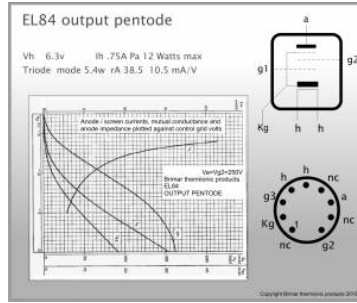 EL84 output pentode
Vh 6.3v Ih .75A Pa 12 Watts max
Triode mode 5.4w rA 38.5 10.5 mA/V
Anode / screen currents, mutual conductance and
anode impedance plotted against control grid volts
Va=Vg2=250V
Brimar thermionic products
EL84
OUTPUT PENTODE
a
g1
g2
Kg
h
h
h
h
nc
g3
a
Kg
1
nc
g2
nc
Copyright Brimar thermionic products